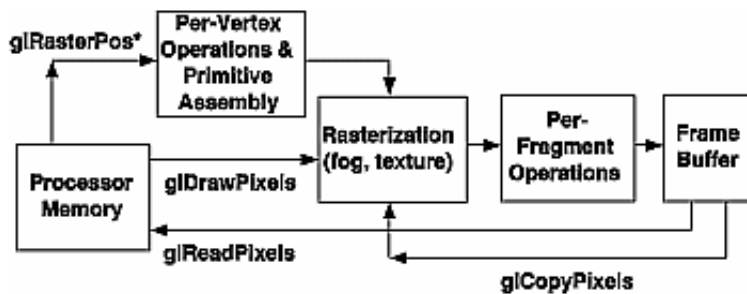 glRasterPos*
Per-Vertex
Operations &
Primitive
Assembly
Processor
Memory
glDrawPixels
Rasterization
(fog, texture)
Per-
Fragment
Operations
Frame
Buffer
glReadPixels
glCopyPixels